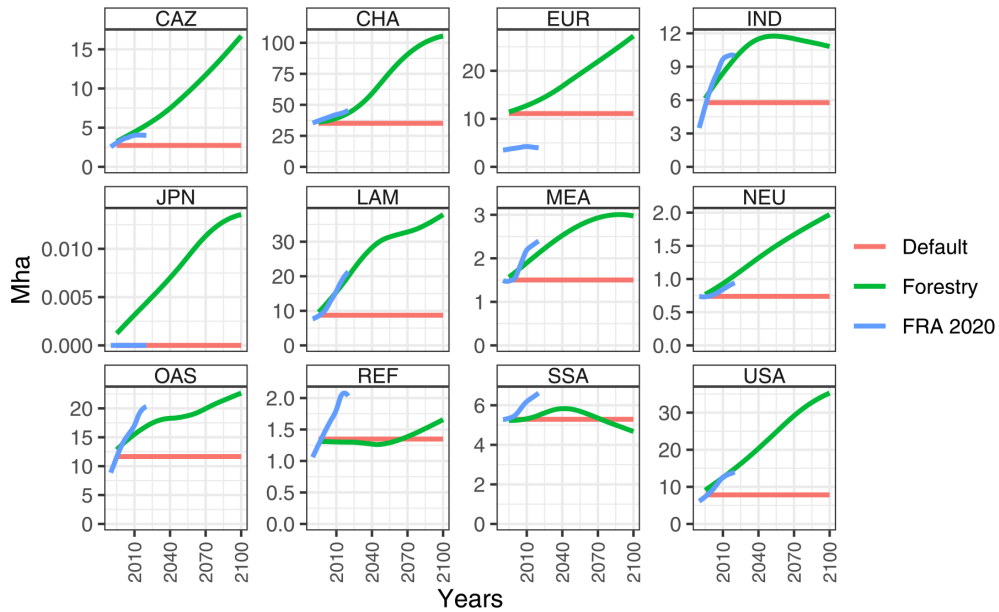 CAZ CHA EUR IND
15 10 5 0
100 75 50 25 0
20 10 0
12 9 6 3 0
JPN LAM MEA NEU
0.010 0.005 0.000
30 20 10 0
3 2 1 0
2.0 1.5 1.0 0.5 0.0
OAS REF SSA USA
20 15 10 5 0
2.0 1.5 1.0 0.5 0.0
6 4 2 0
30 20 10 0
2010 2040 2070 2100 2010 2040 2070 2100 2010 2040 2070 2100 2010 2040 2070 2100
Mha
Years
Default
Forestry
FRA 2020